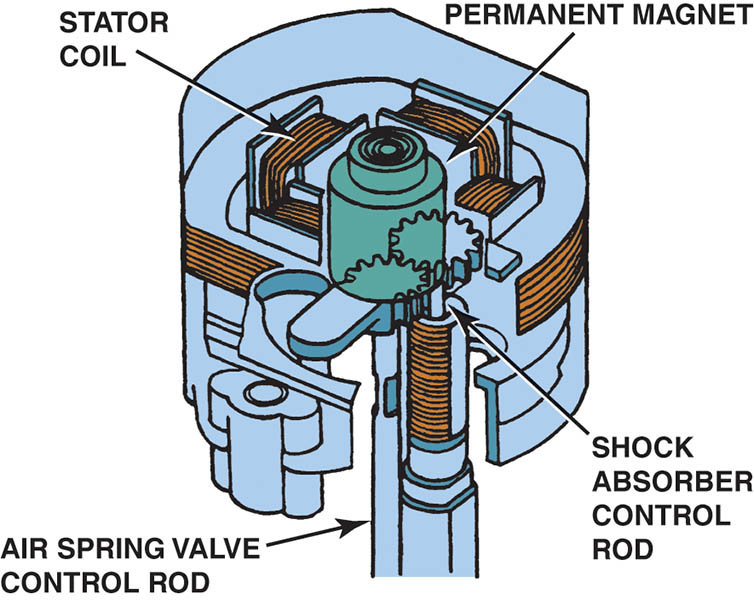 STATOR
COIL
PERMANENT MAGNET
SHOCK
ABSORBER
CONTROL
ROD
AIR SPRING VALVE
CONTROL ROD